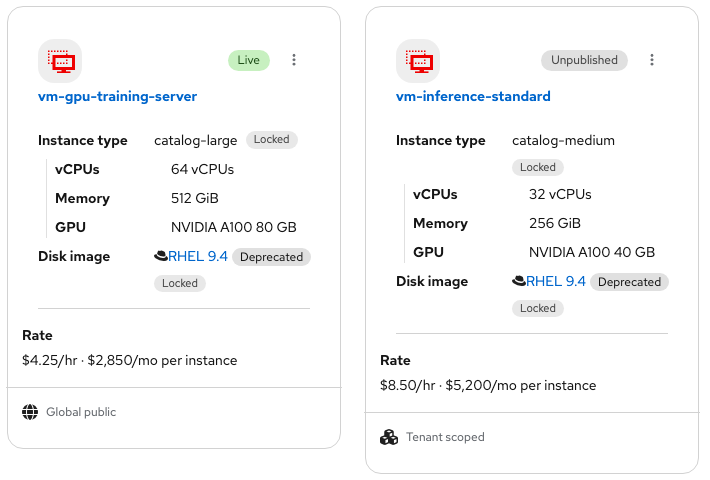 Live
vm-gpu-training-server
Instance type catalog-large Locked
vCPUs 64 vCPUs
Memory 512 GiB
GPU NVIDIA A100 80 GB
Disk image RHEL 9.4 Deprecated
Locked
Rate
$4.25/hr · $2,850/mo per instance
Global public
Unpublished
vm-inference-standard
Instance type catalog-medium
Locked
vCPUs 32 vCPUs
Memory 256 GiB
GPU NVIDIA A100 40 GB
Disk image RHEL 9.4 Deprecated
Locked
Rate
$8.50/hr · $5,200/mo per instance
Tenant scoped